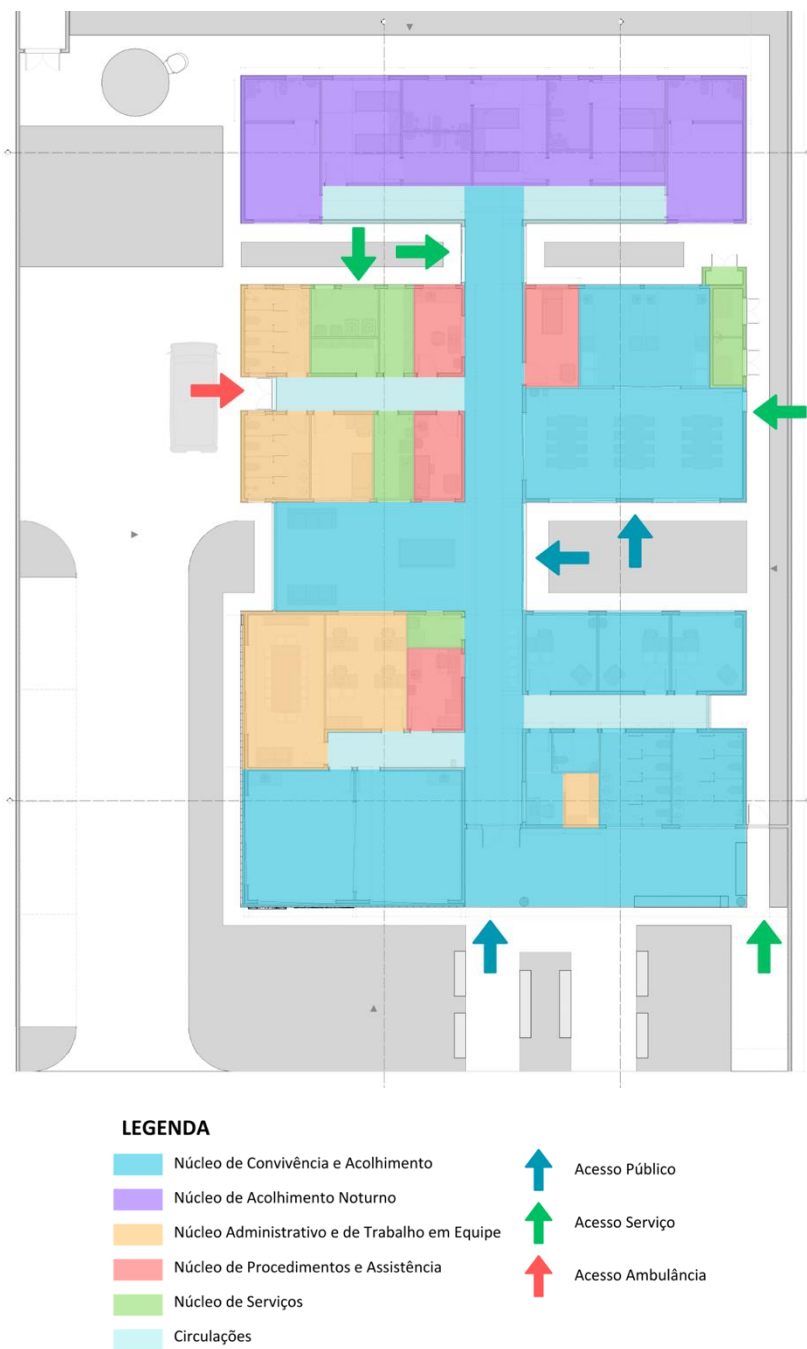 LEGENDA
Núcleo de Convivência e Acolhimento
Núcleo de Acolhimento Noturno
Núcleo Administrativo e de Trabalho em Equipe
Núcleo de Procedimentos e Assistência
Núcleo de Serviços
Circulações
Acesso Público
Acesso Serviço
Acesso Ambulância